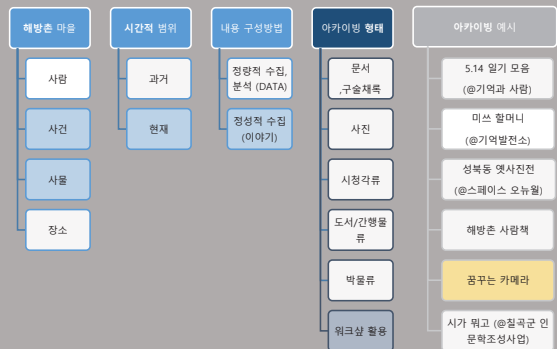 해방촌 마을
사람
사건
사물
장소
시간적 범위
과거
현재
내용 구성방법
정량적 수집,
분석 (DATA)
정성적 수집
(이야기)
아카이빙 형태
문서
,구술채록
사진
시청각류
도서/간행물
류
박물류
워크샾 활용
아카이빙 예시
5.14 일기 모음
(@기억과 사람)
미쓰 할머니
(@기억발전소)
성북동 옛사진전
(@스페이스 오뉴월)
해방촌 사람책
꿈꾸는 카메라
시가 뭐고 (@칠곡군 인
문학조성사업)